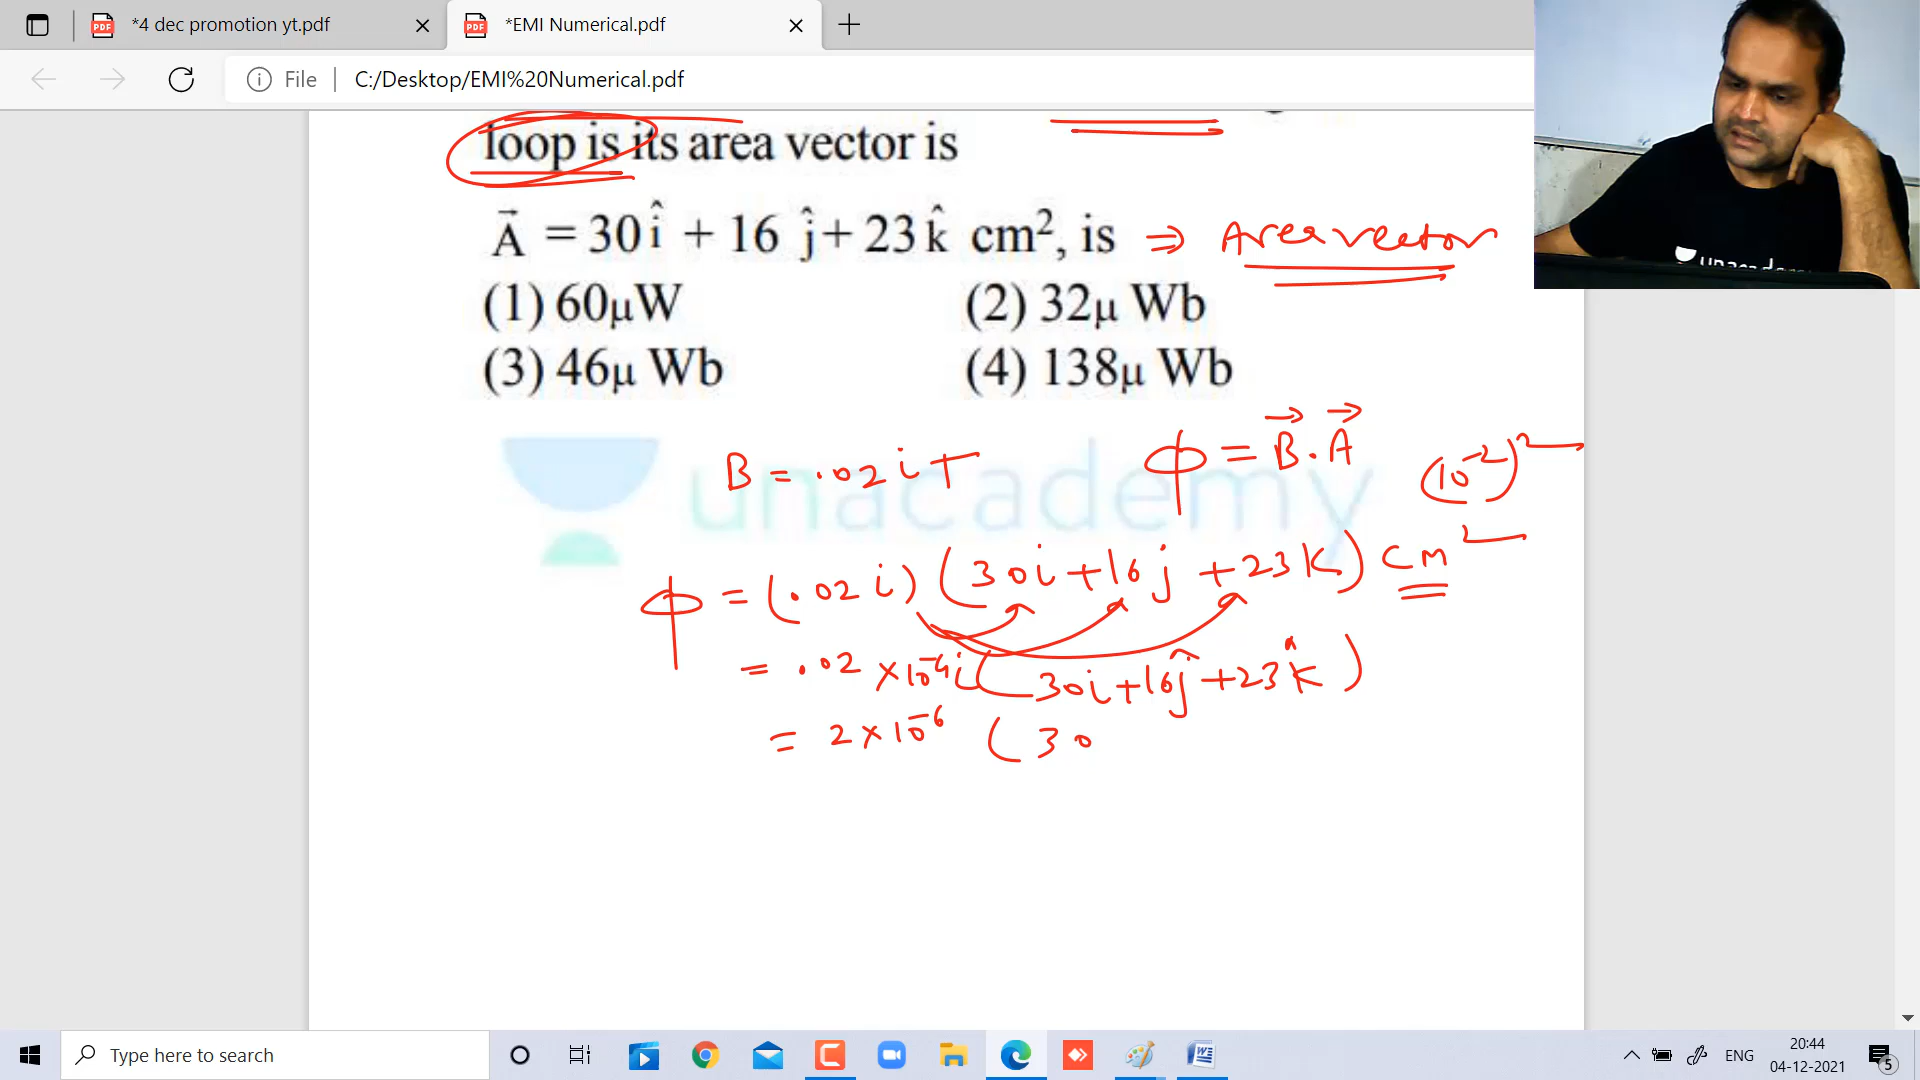 *4 dec promotion yt.pdf
*EMI Numerical.pdf
File C:/Desktop/EMI%20Numerical.pdf
loop is its area vector is
A⃗ = 30î + 16 ĵ + 23k̂ cm², is ⇒ Area vector
(1) 60μW (2) 32μ Wb
(3) 46μ Wb (4) 138μ Wb
B = .02 i T ϕ = B⃗ . A⃗ (10⁻²)²
unacademy
ϕ = (.02 i) (30i + 16j + 23k) cm²
= .02 × 10⁻⁴ i (30i + 16ĵ + 23k̂)
= 2 × 10⁻⁶ (30
unacademy
Type here to search
ENG
20:44
04-12-2021
5